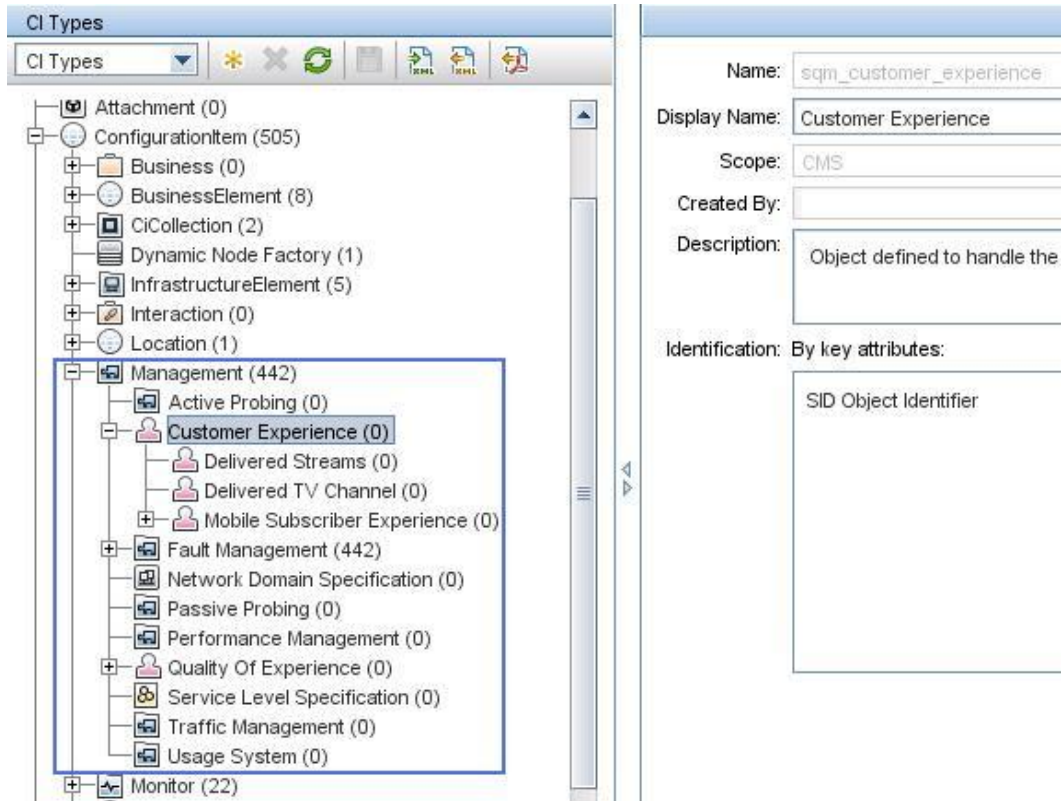 CI Types
CI Types
XML
XML
Attachment (0)
ConfigurationItem (505)
Business (0)
BusinessElement (8)
CiCollection (2)
Dynamic Node Factory (1)
InfrastructureElement (5)
Interaction (0)
Location (1)
Management (442)
Active Probing (0)
Customer Experience (0)
Delivered Streams (0)
Delivered TV Channel (0)
Mobile Subscriber Experience (0)
Fault Management (442)
Network Domain Specification (0)
Passive Probing (0)
Performance Management (0)
Quality Of Experience (0)
Service Level Specification (0)
Traffic Management (0)
Usage System (0)
Monitor (22)
Name: sqm_customer_experience
Display Name: Customer Experience
Scope: CMS
Created By:
Description: Object defined to handle the
Identification: By key attributes:
SID Object Identifier